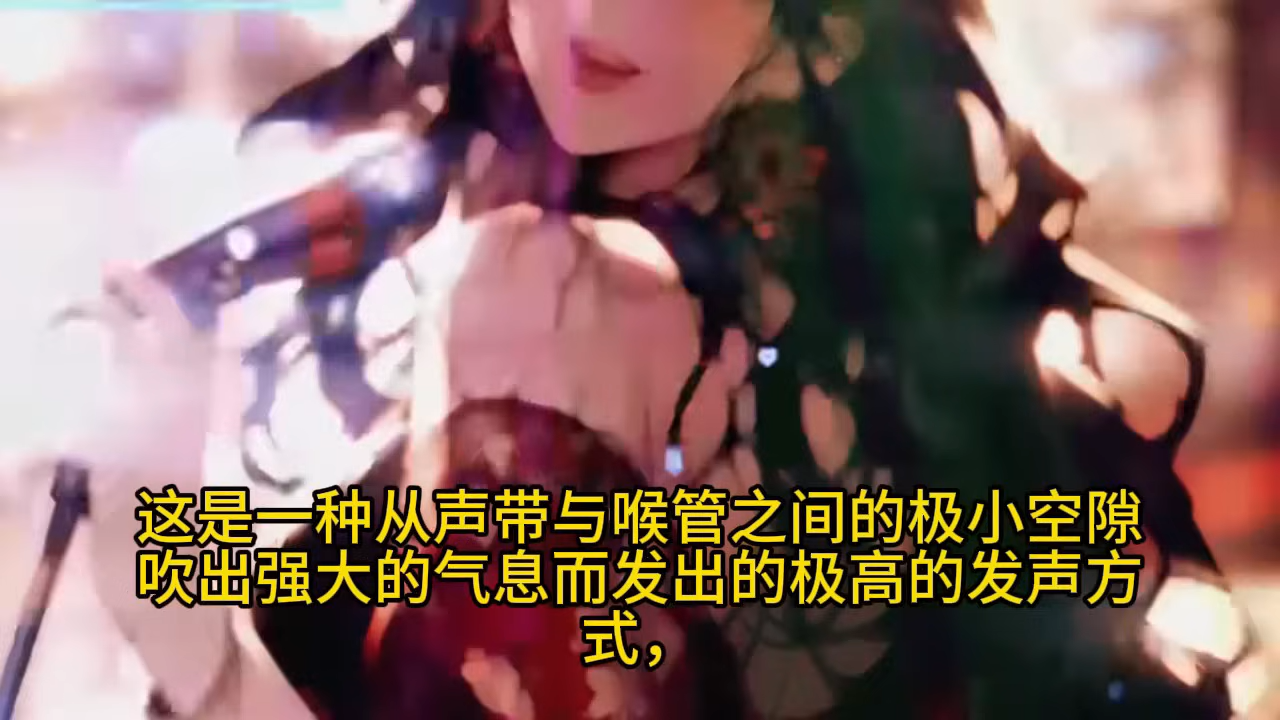 这是一种从声带与喉管之间的极小空隙
吹出强大的气息而发出的极高的发声方
式，